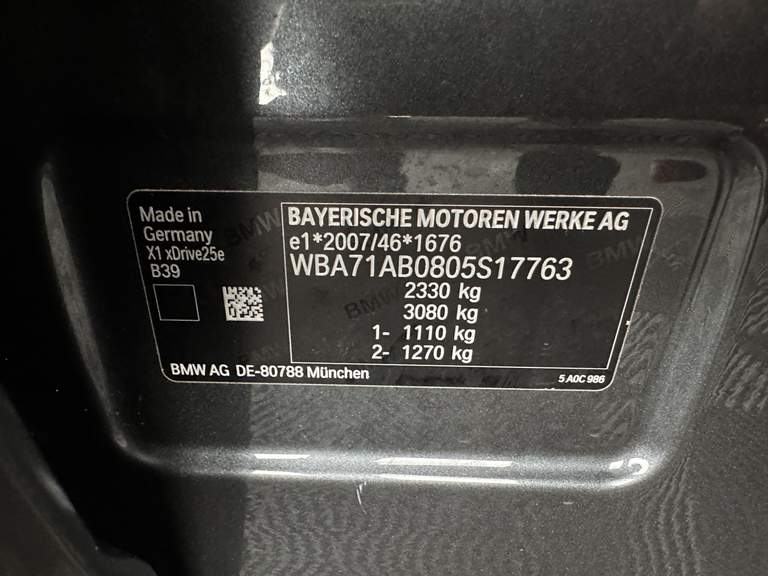 Made in
Germany
X1 xDrive25e
B39
BAYERISCHE MOTOREN WERKE AG
e1*2007/46*1676
WBA71AB0805S17763
2330 kg
3080 kg
1- 1110 kg
2- 1270 kg
BMW AG DE-80788 München
5 A0C 986